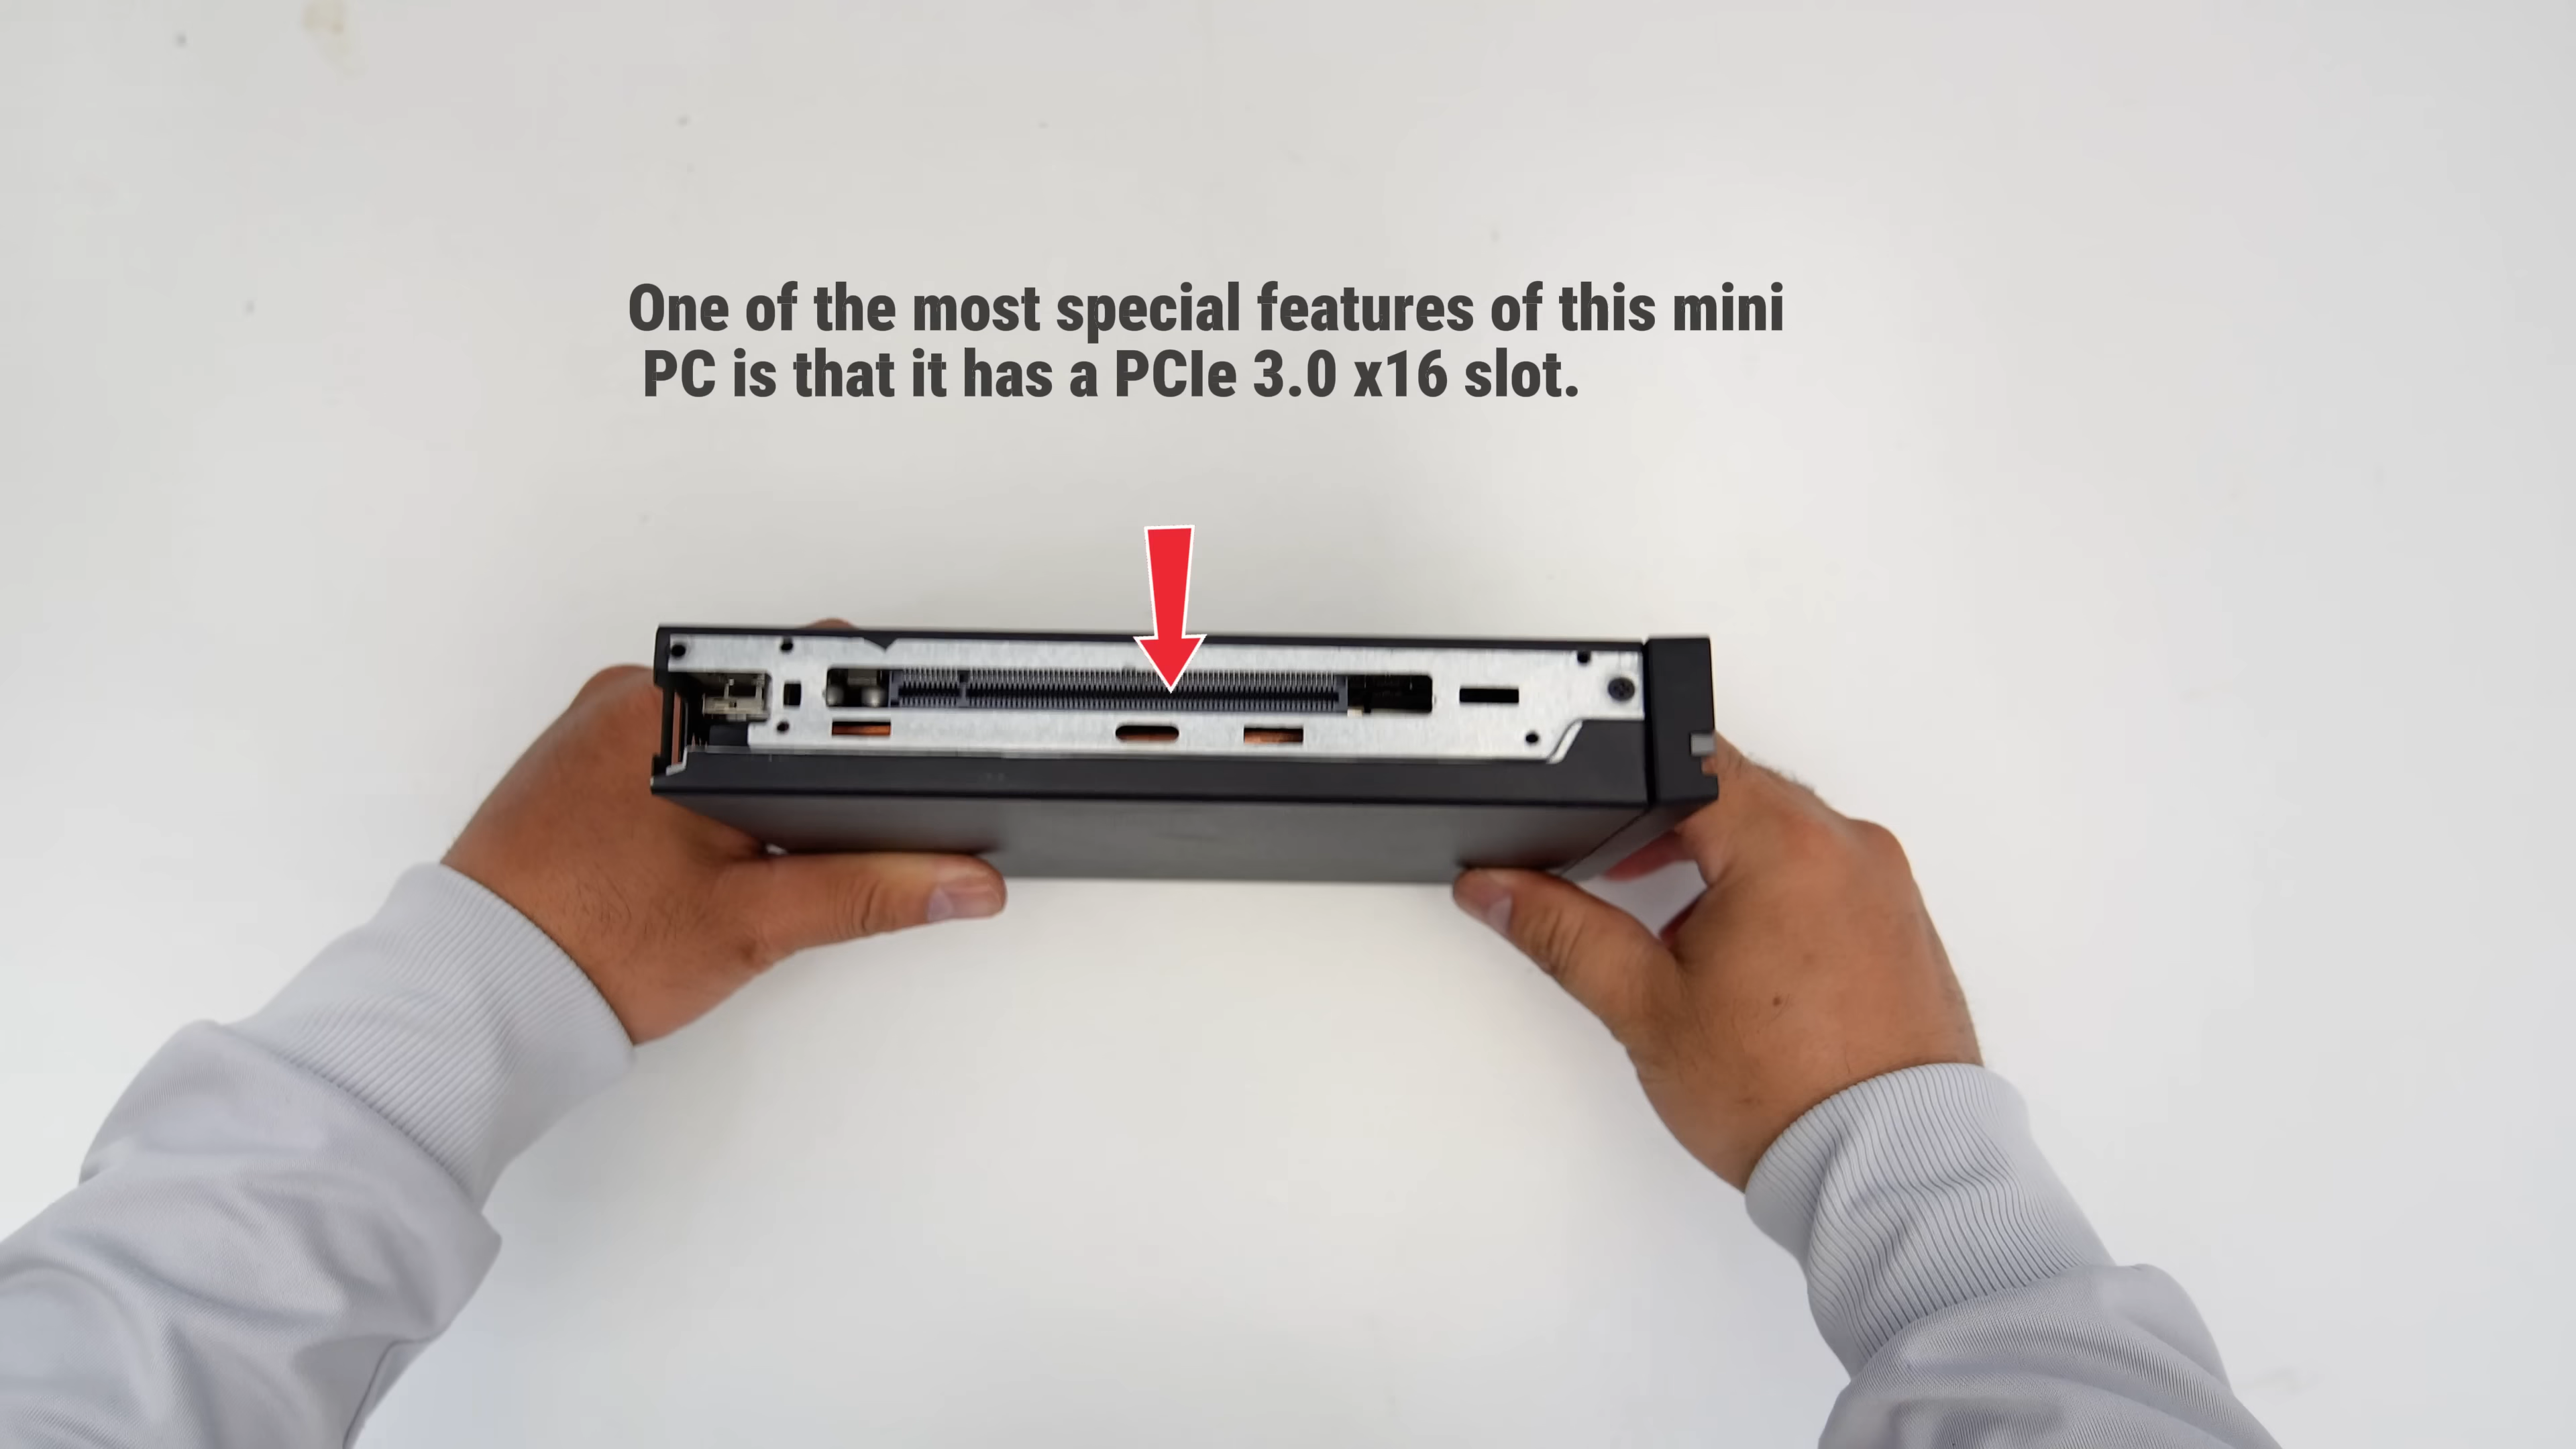 One of the most special features of this mini
PC is that it has a PCIe 3.0 x16 slot.